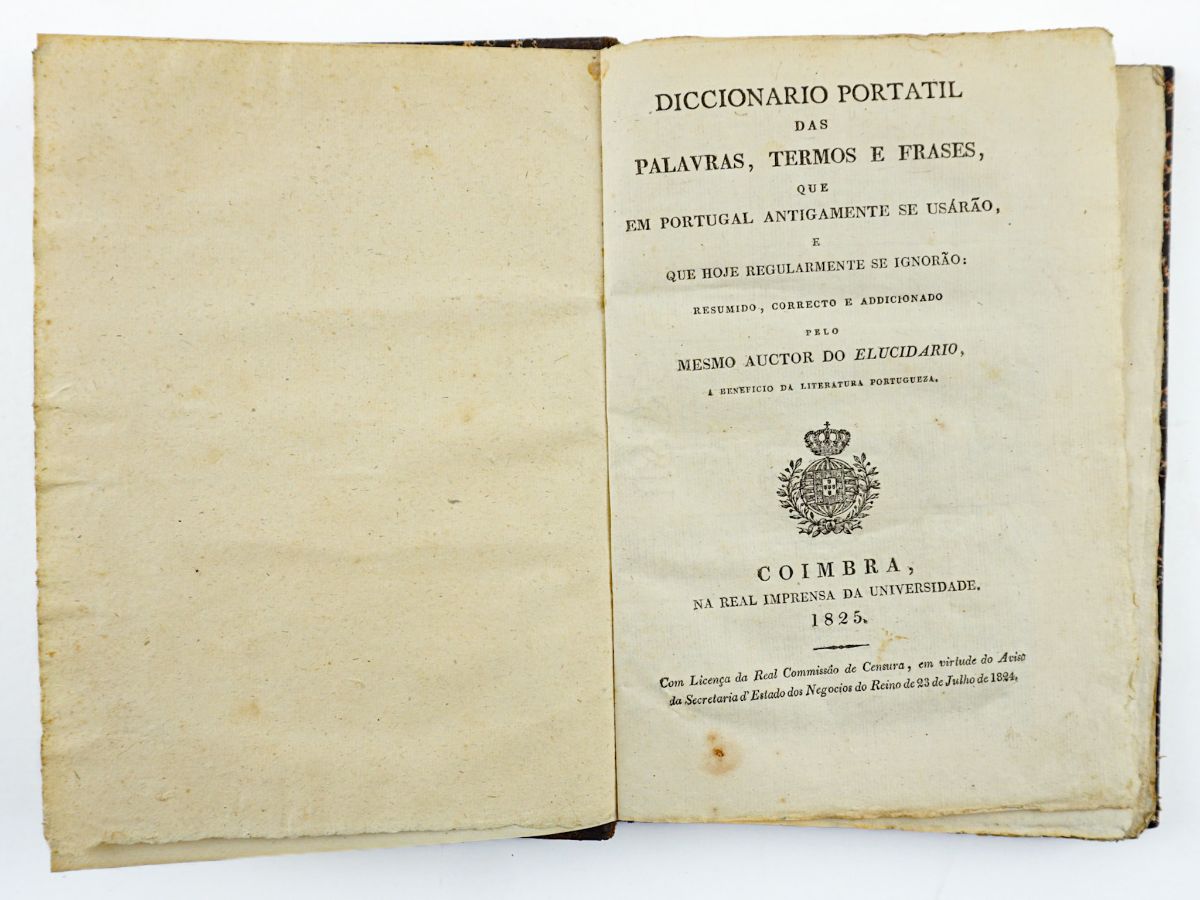 DICCIONARIO PORTATIL
DAS
PALAVRAS, TERMOS E FRASES,
QUE
EM PORTUGAL ANTIGAMENTE SE USÁRÃO,
E
QUE HOJE REGULARMENTE SE IGNORÃO:
RESUMIDO, CORRECTO E ADDICIONADO
PELO
MESMO AUCTOR DO ELUCIDARIO,
A BENEFICIO DA LITERATURA PORTUGUEZA.
COIMBRA,
NA REAL IMPRENSA DA UNIVERSIDADE.
1825.
Com Licença da Real Commissão de Censura, em virtude do Aviso
da Secretaria d'Estado dos Negocios do Reino de 23 de Julho de 1824.